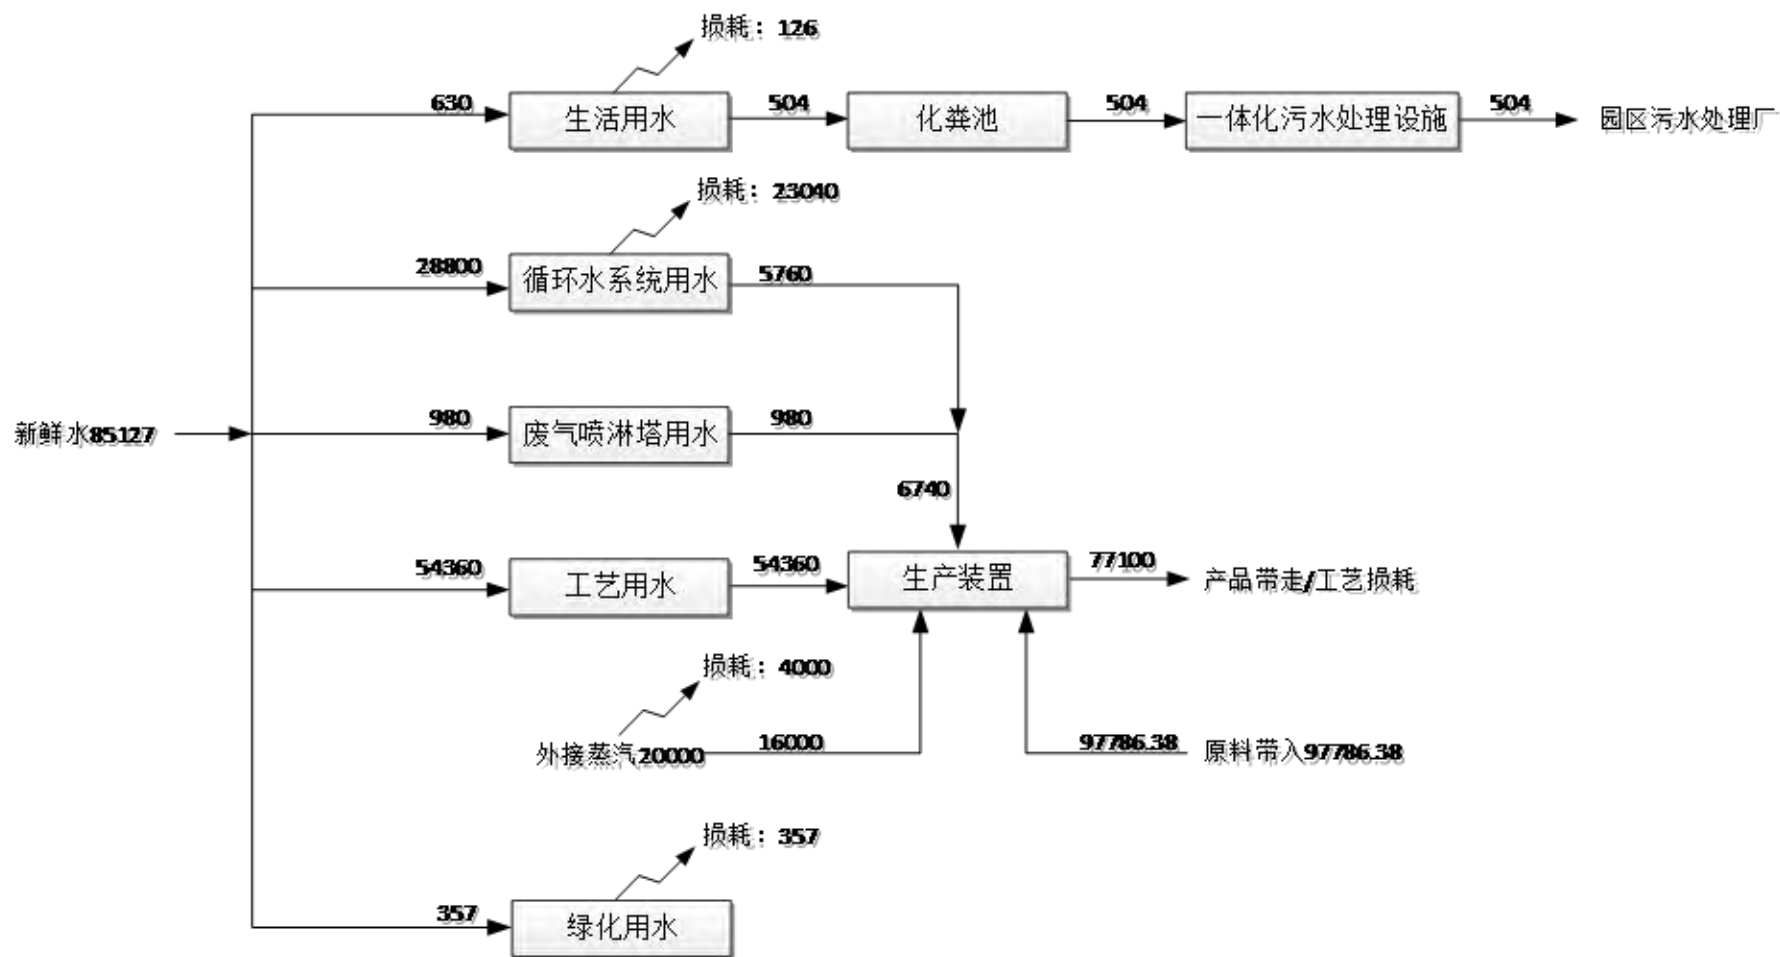 损耗：126
630
生活用水
504
化粪池
504
一体化污水处理设施
504
园区污水处理厂
损耗：23040
28800
循环水系统用水
5760
新鲜水85127
980
废气喷淋塔用水
980
6740
54360
工艺用水
54360
生产装置
77100
产品带走/工艺损耗
损耗：4000
外接蒸汽20000
16000
97786.38
原料带入97786.38
损耗：357
357
绿化用水